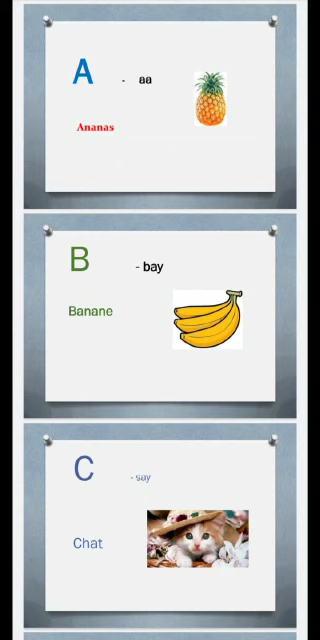 A - aa
Ananas
B - bay
Banane
C - say
Chat